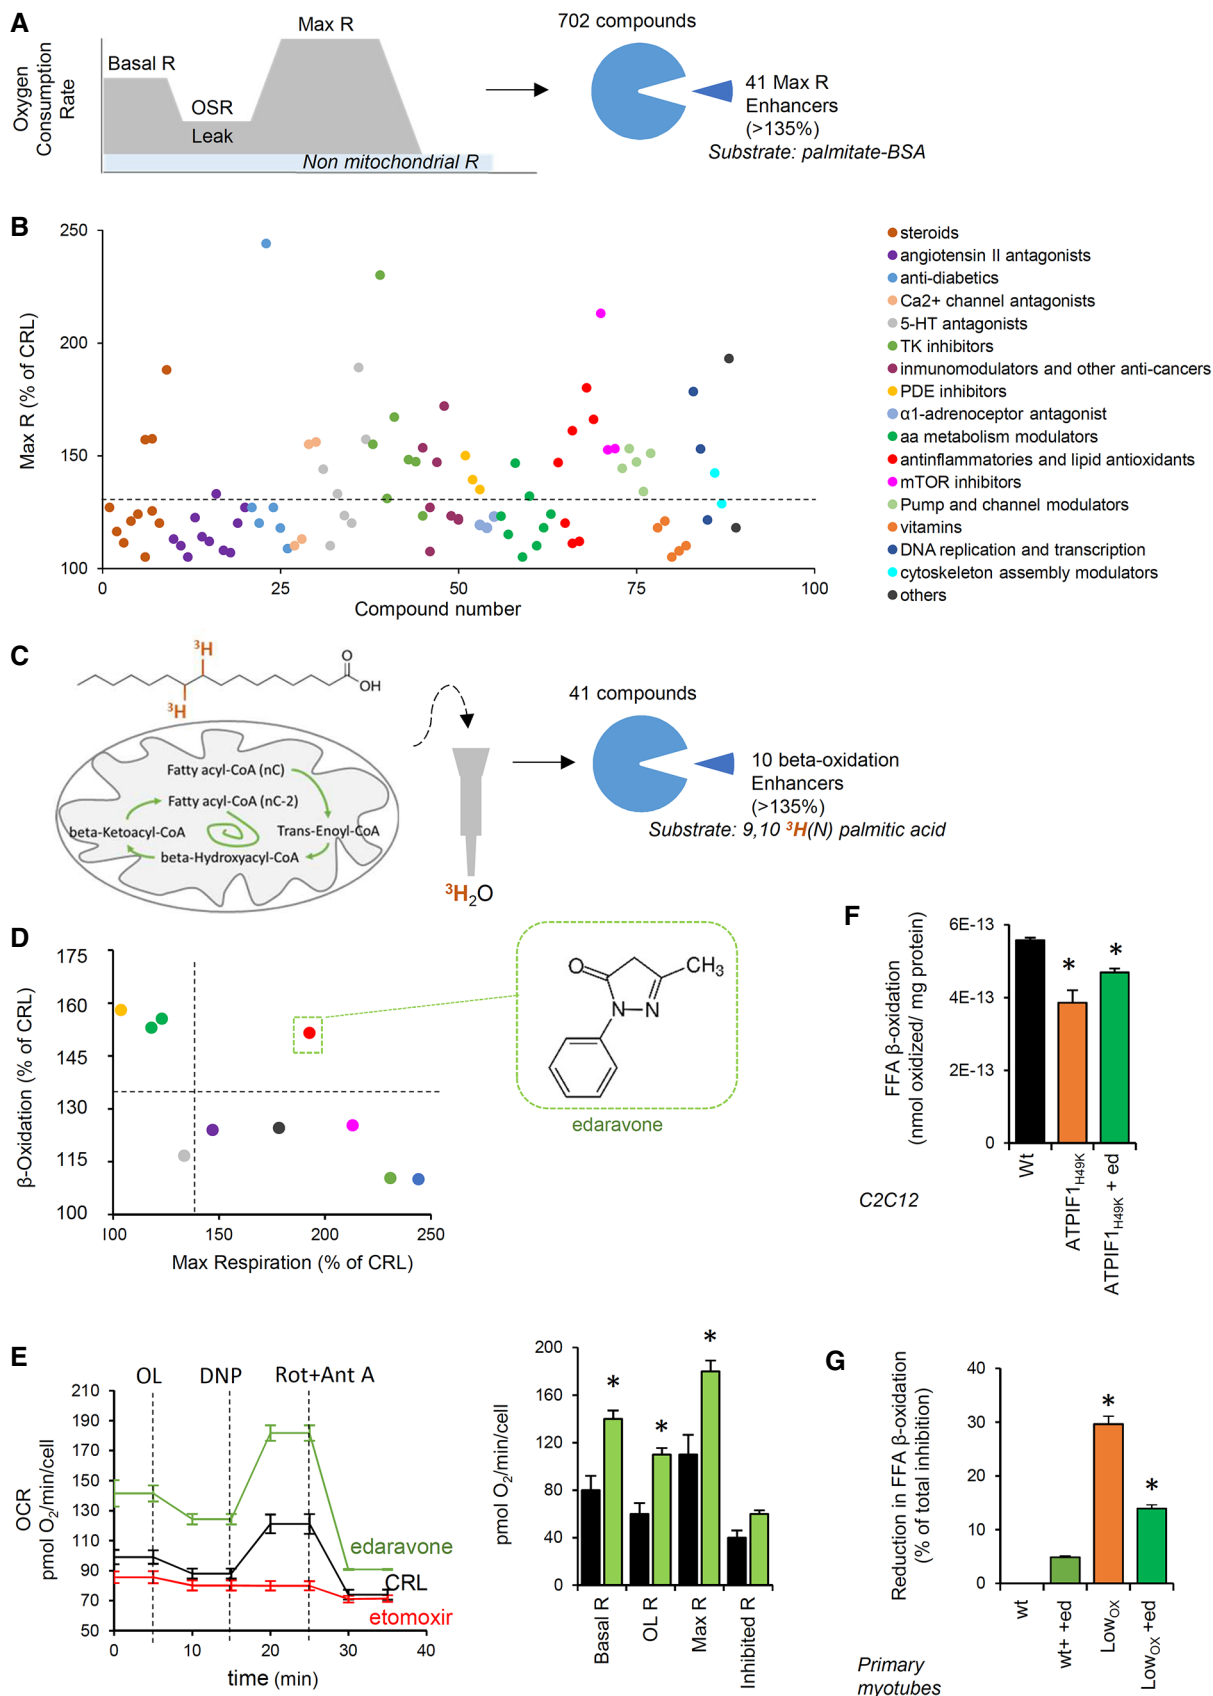 A
Oxygen
Consumption
Rate
Basal R
OSR
Leak
Max R
Non mitochondrial R
702 compounds
41 Max R
Enhancers
(>135%)
Substrate: palmitate-BSA
B
Max R (% of CRL)
250
200
150
100
0
25
50
75
100
Compound number
steroids
angiotensin II antagonists
anti-diabetics
Ca2+ channel antagonists
5-HT antagonists
TK inhibitors
inmunomodulators and other anti-cancers
PDE inhibitors
α1-adrenoceptor antagonist
aa metabolism modulators
antinflammatories and lipid antioxidants
mTOR inhibitors
Pump and channel modulators
vitamins
DNA replication and transcription
cytoskeleton assembly modulators
others
C
³H
³H
O
OH
Fatty acyl-CoA (nC)
Fatty acyl-CoA (nC-2)
beta-Ketoacyl-CoA
Trans-Enoyl-CoA
beta-Hydroxyacyl-CoA
³H₂O
41 compounds
10 beta-oxidation
Enhancers
(>135%)
Substrate: 9,10 ³H(N) palmitic acid
D
β-Oxidation (% of CRL)
175
160
145
130
115
100
100
150
200
250
Max Respiration (% of CRL)
O
CH₃
N
N
edaravone
F
FFA β-oxidation
(nmol oxidized/ mg protein)
6E-13
4E-13
2E-13
0
*
*
Wt
ATPIF1H49K
ATPIF1H49K + ed
C2C12
E
OCR
pmol O₂/min/cell
OL
DNP
Rot+Ant A
210
190
170
150
130
110
90
70
50
edaravone
CRL
etomoxir
0
10
20
30
40
time (min)
pmol O₂/min/cell
200
160
120
80
40
0
*
*
*
Basal R
OL R
Max R
Inhibited R
G
Reduction in FFA β-oxidation
(% of total inhibition)
40
30
20
10
0
*
*
wt
wt+ +ed
LowOX
LowOX +ed
Primary
myotubes